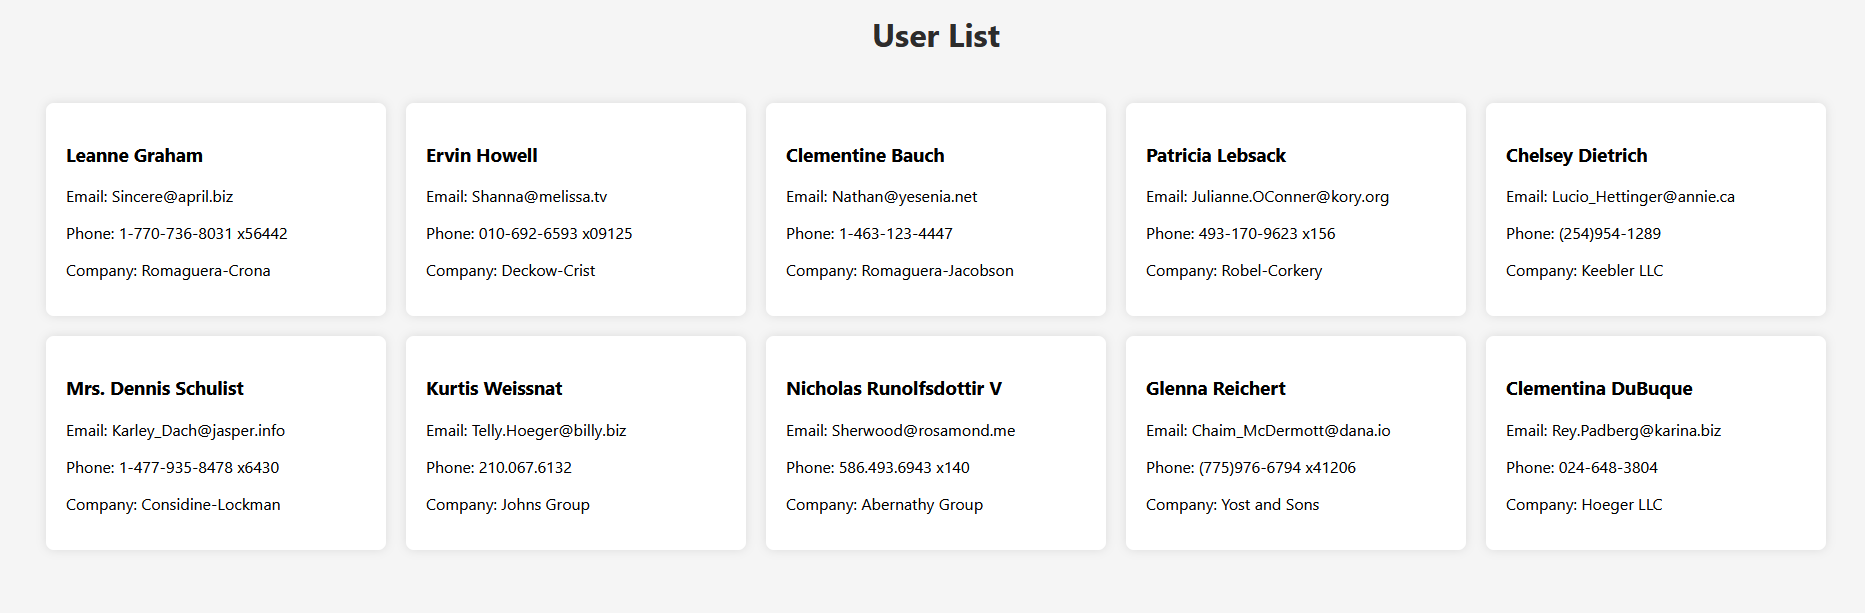 User List
Leanne Graham
Email: Sincere@april.biz
Phone: 1-770-736-8031 x56442
Company: Romaguera-Crona
Ervin Howell
Email: Shanna@melissa.tv
Phone: 010-692-6593 x09125
Company: Deckow-Crist
Clementine Bauch
Email: Nathan@yesenia.net
Phone: 1-463-123-4447
Company: Romaguera-Jacobson
Patricia Lebsack
Email: Julianne.OConner@kory.org
Phone: 493-170-9623 x156
Company: Robel-Corkery
Chelsey Dietrich
Email: Lucio_Hettinger@annie.ca
Phone: (254)954-1289
Company: Keebler LLC
Mrs. Dennis Schulist
Email: Karley_Dach@jasper.info
Phone: 1-477-935-8478 x6430
Company: Considine-Lockman
Kurtis Weissnat
Email: Telly.Hoeger@billy.biz
Phone: 210.067.6132
Company: Johns Group
Nicholas Runolfsdottir V
Email: Sherwood@rosamond.me
Phone: 586.493.6943 x140
Company: Abernathy Group
Glenna Reichert
Email: Chaim_McDermott@dana.io
Phone: (775)976-6794 x41206
Company: Yost and Sons
Clementina DuBuque
Email: Rey.Padberg@karina.biz
Phone: 024-648-3804
Company: Hoeger LLC